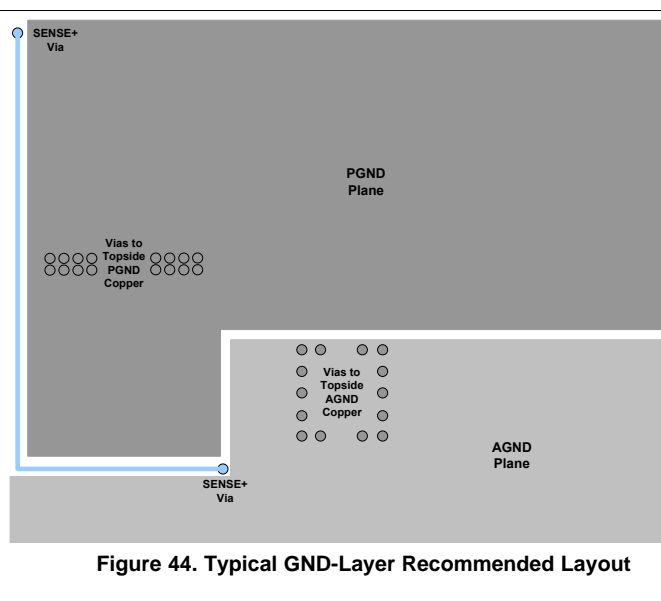 SENSE+
Via
PGND
Plane
Vias to
Topside
PGND
Copper
Vias to
Topside
AGND
Copper
AGND
Plane
SENSE+
Via
Figure 44. Typical GND-Layer Recommended Layout